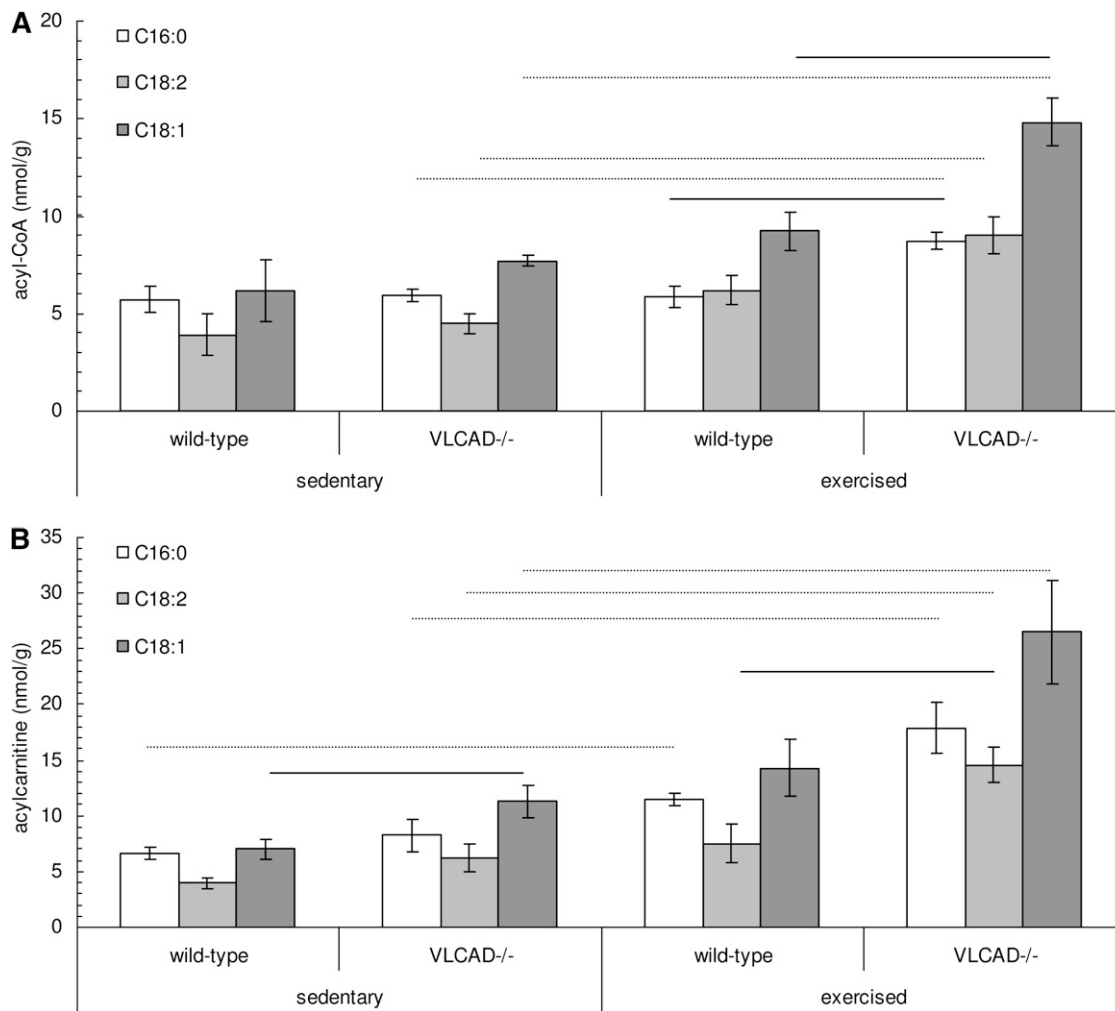 A
acyl-CoA (nmol/g)
20
15
10
5
0
C16:0
C18:2
C18:1
wild-type VLCAD-/- wild-type VLCAD-/-
sedentary exercised
B
acylcarnitine (nmol/g)
35
30
25
20
15
10
5
0
C16:0
C18:2
C18:1
wild-type VLCAD-/- wild-type VLCAD-/-
sedentary exercised